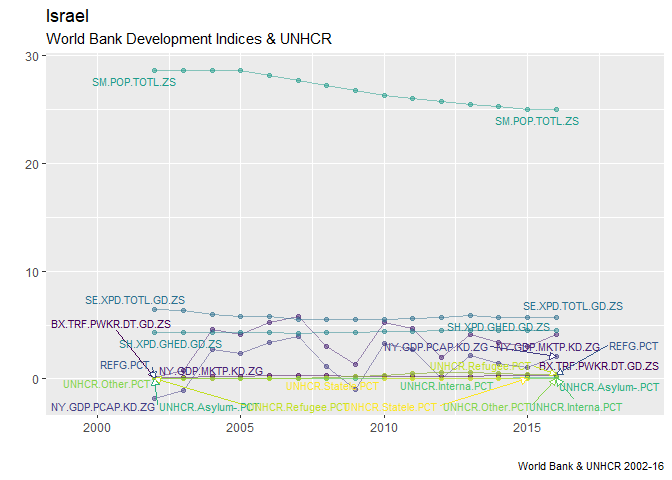 Israel
World Bank Development Indices & UNHCR
30
SM.POP.TOTL.ZS
SM.POP.TOTL.ZS
20
10
SE.XPD.TOTL.GD.ZS
SE.XPD.TOTL.GD.ZS
BX.TRF.PWKR.DT.GD.ZS
SH.XPD.GHED.GD.ZS
SH.XPD.GHED.GD.ZS
NY.GDP.PCAP.KD.ZG
NY.GDP.MKTP.KD.ZG
REFG.PCT
REFG.PCT
NY.GDP.MKTP.KD.ZG
UNHCR.Refugee.PCT
BX.TRF.PWKR.DT.GD.ZS
0
UNHCR.Other.PCT
UNHCR.Statele.PCT
UNHCR.Interna.PCT
UNHCR.Asylum-.PCT
NY.GDP.PCAP.KD.ZG
UNHCR.Asylum-.PCT
UNHCR.Refugee.PCT
UNHCR.Statele.PCT
UNHCR.Other.PCT
UNHCR.Interna.PCT
2000
2005
2010
2015
World Bank & UNHCR 2002-16